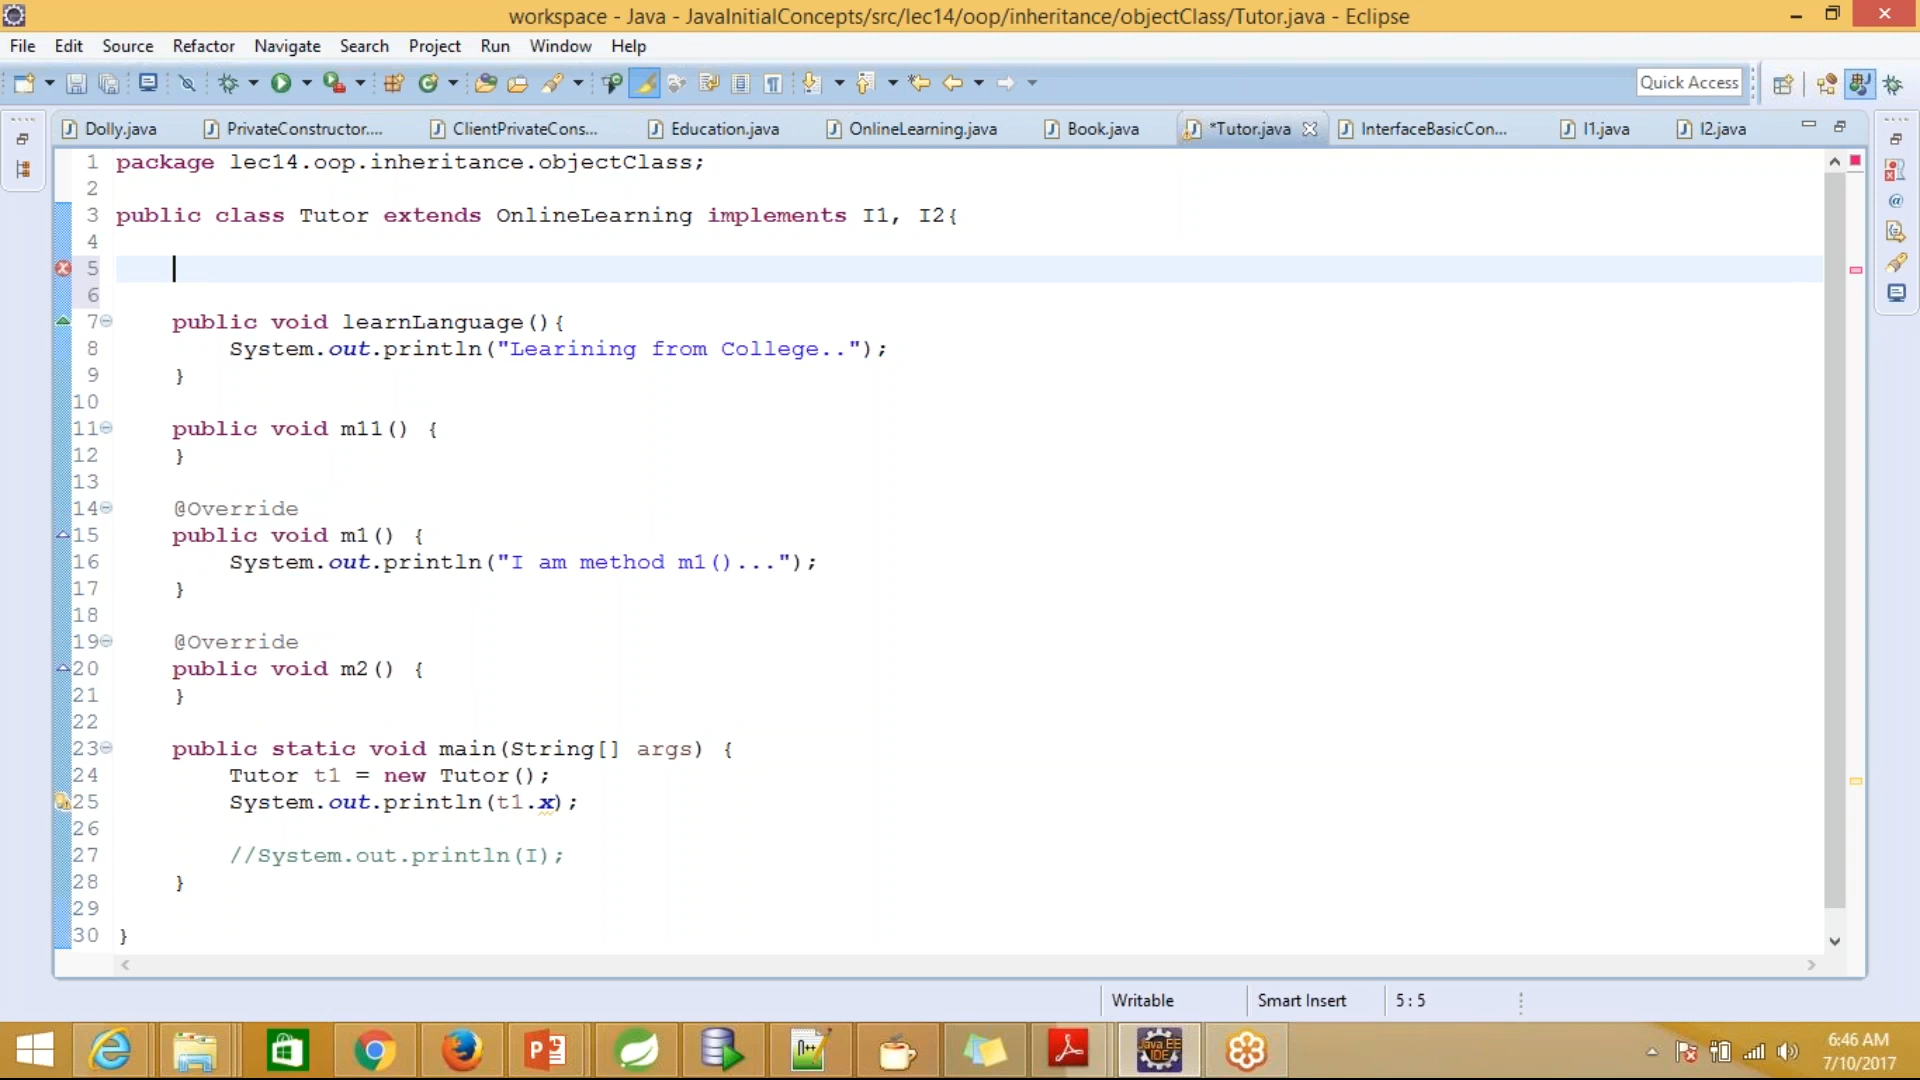 workspace - Java - JavaInitialConcepts/src/lec14/oop/inheritance/objectClass/Tutor.java - Eclipse
File Edit Source Refactor Navigate Search Project Run Window Help
Quick Access
Dolly.java PrivateConstructor.... ClientPrivateCons... Education.java OnlineLearning.java Book.java *Tutor.java InterfaceBasicCon... I1.java I2.java
1 package lec14.oop.inheritance.objectClass;
2
3 public class Tutor extends OnlineLearning implements I1, I2{
4
5
6
7 public void learnLanguage(){
8 System.out.println("Learining from College..");
9 }
10
11 public void m11() {
12 }
13
14 @Override
15 public void m1() {
16 System.out.println("I am method m1()...");
17 }
18
19 @Override
20 public void m2() {
21 }
22
23 public static void main(String[] args) {
24 Tutor t1 = new Tutor();
25 System.out.println(t1.x);
26
27 //System.out.println(I);
28 }
29
30 }
Writable Smart Insert 5 : 5
Java EE IDE
6:46 AM
7/10/2017